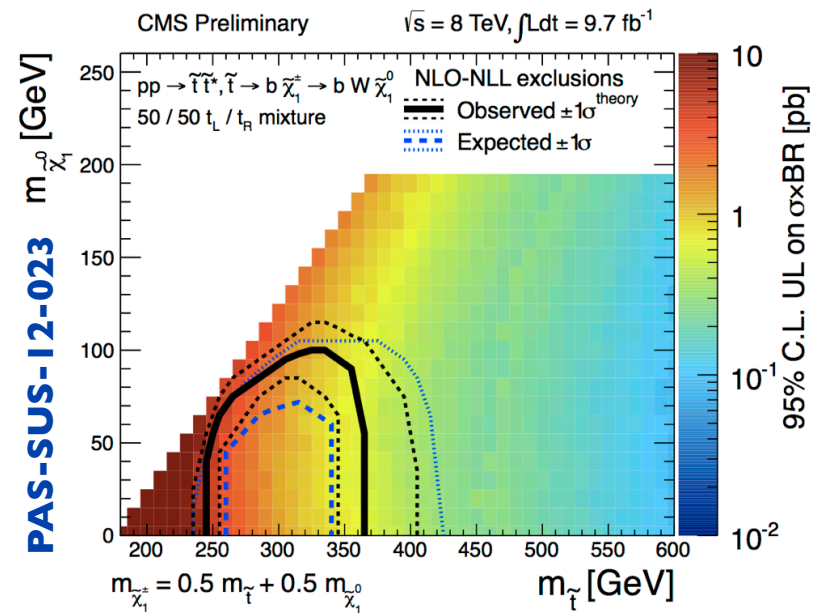 CMS Preliminary √s = 8 TeV, ∫Ldt = 9.7 fb⁻¹
pp → t̃ t̃*, t̃ → b χ̃₁± → b W χ̃₁⁰
50 / 50 t_L / t_R mixture
NLO-NLL exclusions
Observed ±1σ^theory
Expected ±1σ
m_χ̃₁⁰ [GeV]
250
200
150
100
50
0
200 250 300 350 400 450 500 550 600
m_t̃ [GeV]
m_χ̃₁± = 0.5 m_t̃ + 0.5 m_χ̃₁⁰
10
1
10⁻¹
10⁻²
95% C.L. UL on σ×BR [pb]
PAS-SUS-12-023